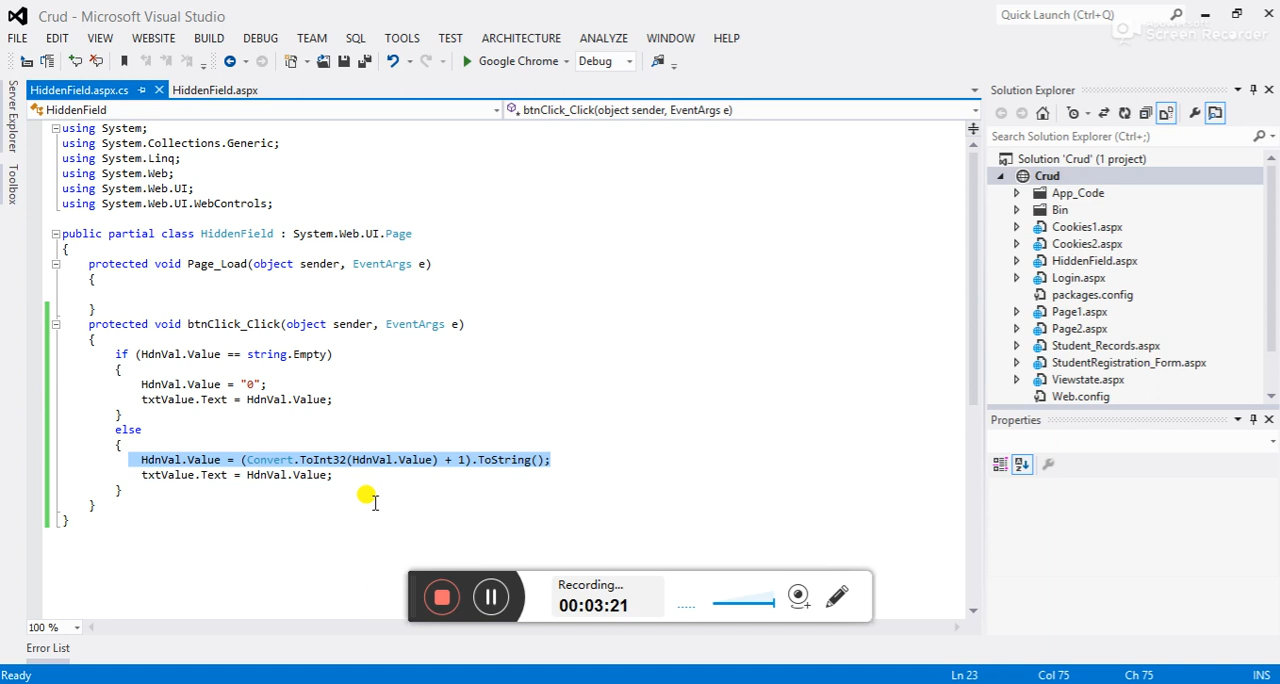 Crud - Microsoft Visual Studio
Quick Launch (Ctrl+Q)
Screen Recorder
FILE EDIT VIEW WEBSITE BUILD DEBUG TEAM SQL TOOLS TEST ARCHITECTURE ANALYZE WINDOW HELP
Google Chrome Debug
Server Explorer
Toolbox
HiddenField.aspx.cs HiddenField.aspx
HiddenField btnClick_Click(object sender, EventArgs e)
using System;
using System.Collections.Generic;
using System.Linq;
using System.Web;
using System.Web.UI;
using System.Web.UI.WebControls;
public partial class HiddenField : System.Web.UI.Page
{
protected void Page_Load(object sender, EventArgs e)
{
}
protected void btnClick_Click(object sender, EventArgs e)
{
if (HdnVal.Value == string.Empty)
{
HdnVal.Value = "0";
txtValue.Text = HdnVal.Value;
}
else
{
HdnVal.Value = (Convert.ToInt32(HdnVal.Value) + 1).ToString();
txtValue.Text = HdnVal.Value;
}
}
}
Solution Explorer
Search Solution Explorer (Ctrl+;)
Solution 'Crud' (1 project)
Crud
App_Code
Bin
Cookies1.aspx
Cookies2.aspx
HiddenField.aspx
Login.aspx
packages.config
Page1.aspx
Page2.aspx
Student_Records.aspx
StudentRegistration_Form.aspx
Viewstate.aspx
Web.config
Properties
Recording...
00:03:21
100 %
Error List
Ready Ln 23 Col 75 Ch 75 INS